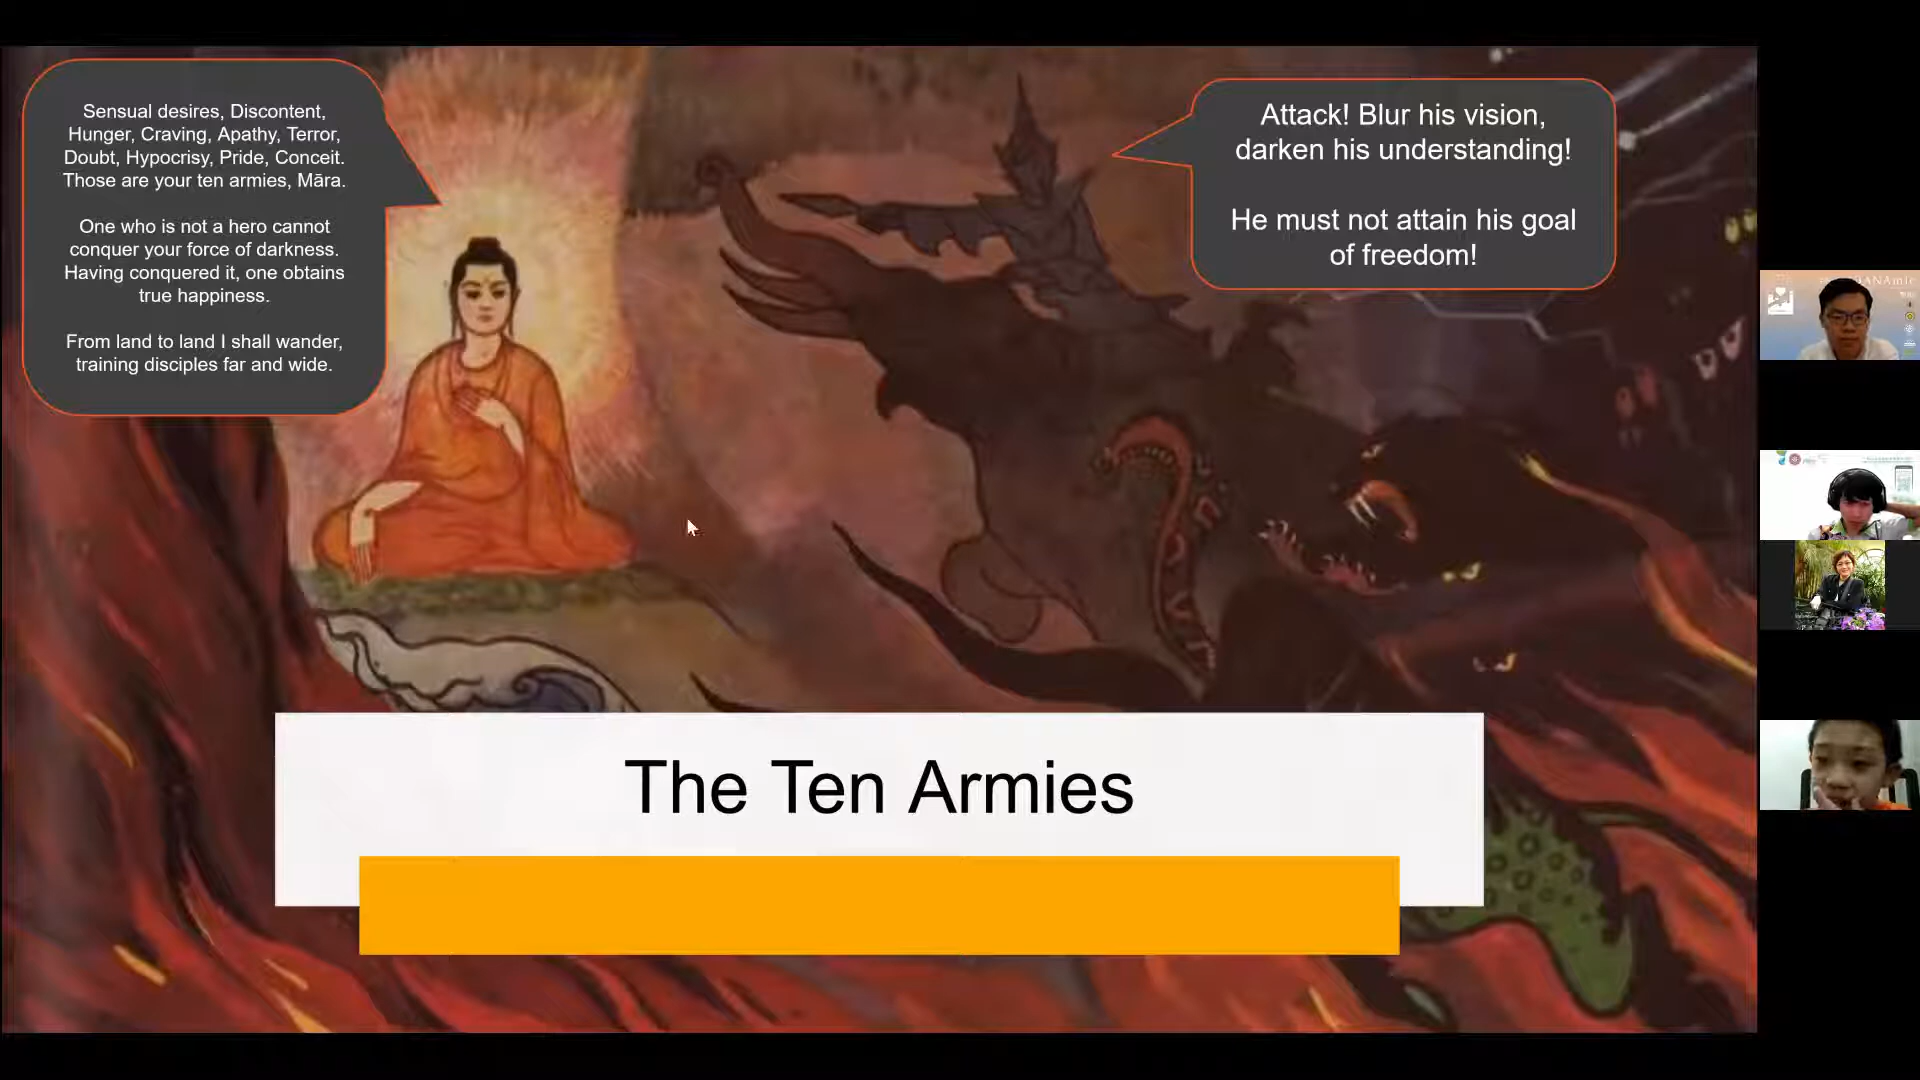 Sensual desires, Discontent,
Hunger, Craving, Apathy, Terror,
Doubt, Hypocrisy, Pride, Conceit.
Those are your ten armies, Māra.
One who is not a hero cannot
conquer your force of darkness.
Having conquered it, one obtains
true happiness.
From land to land I shall wander,
training disciples far and wide.
Attack! Blur his vision,
darken his understanding!
He must not attain his goal
of freedom!
The Ten Armies